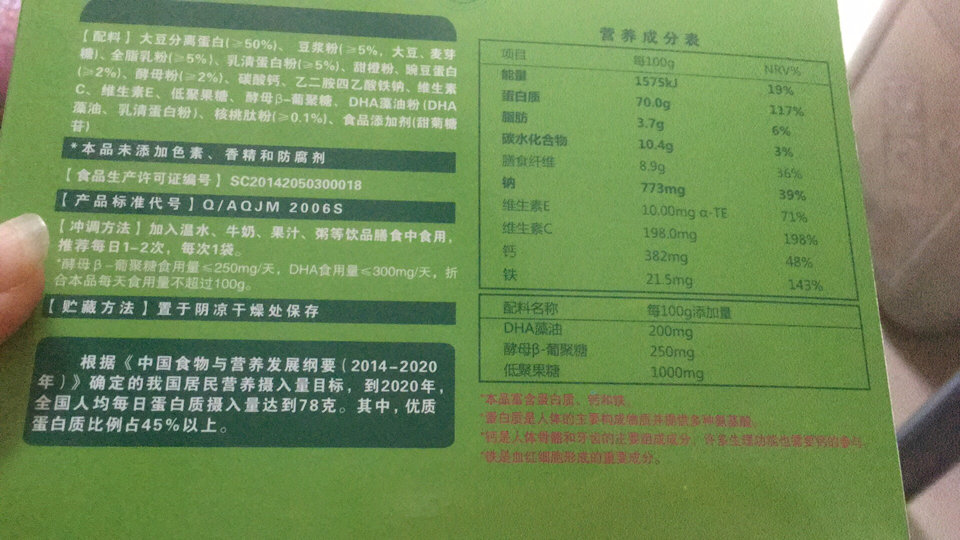 【配料】大豆分离蛋白(≥50%)、豆浆粉(≥5%，大豆、麦芽
糖)、全脂乳粉(≥5%)、乳清蛋白粉(≥5%)、甜橙粉、豌豆蛋白
(≥2%)、酵母粉(≥2%)、碳酸钙、乙二胺四乙酸铁钠、维生素
C、维生素E、低聚果糖、酵母β-葡聚糖、DHA藻油粉(DHA
藻油、乳清蛋白粉)、核桃肽粉(≥0.1%)、食品添加剂(甜菊糖
苷)
*本品未添加色素、香精和防腐剂
【食品生产许可证编号】SC20142050300018
【产品标准代号】Q/AQJM 2006S
【冲调方法】加入温水、牛奶、果汁、粥等饮品膳食中食用，
推荐每日1-2次，每次1袋。
*酵母β-葡聚糖食用量≤250mg/天，DHA食用量≤300mg/天，折
合本品每天食用量不超过100g。
【贮藏方法】置于阴凉干燥处保存
根据《中国食物与营养发展纲要(2014-2020
年)》确定的我国居民营养摄入量目标，到2020年，
全国人均每日蛋白质摄入量达到78克。其中，优质
蛋白质比例占45%以上。
营养成分表
项目 每100g NRV%
能量 1575kJ 19%
蛋白质 70.0g 117%
脂肪 3.7g 6%
碳水化合物 10.4g 3%
膳食纤维 8.9g 36%
钠 773mg 39%
维生素E 10.00mg α-TE 71%
维生素C 198.0mg 198%
钙 382mg 48%
铁 21.5mg 143%
配料名称 每100g添加量
DHA藻油 200mg
酵母β-葡聚糖 250mg
低聚果糖 1000mg
*本品富含蛋白质、钙和铁。
*蛋白质是人体的主要构成物质并提供多种氨基酸。
*钙是人体骨骼和牙齿的主要组成成分，许多生理功能也需要钙的参与。
*铁是血红细胞形成的重要成分。